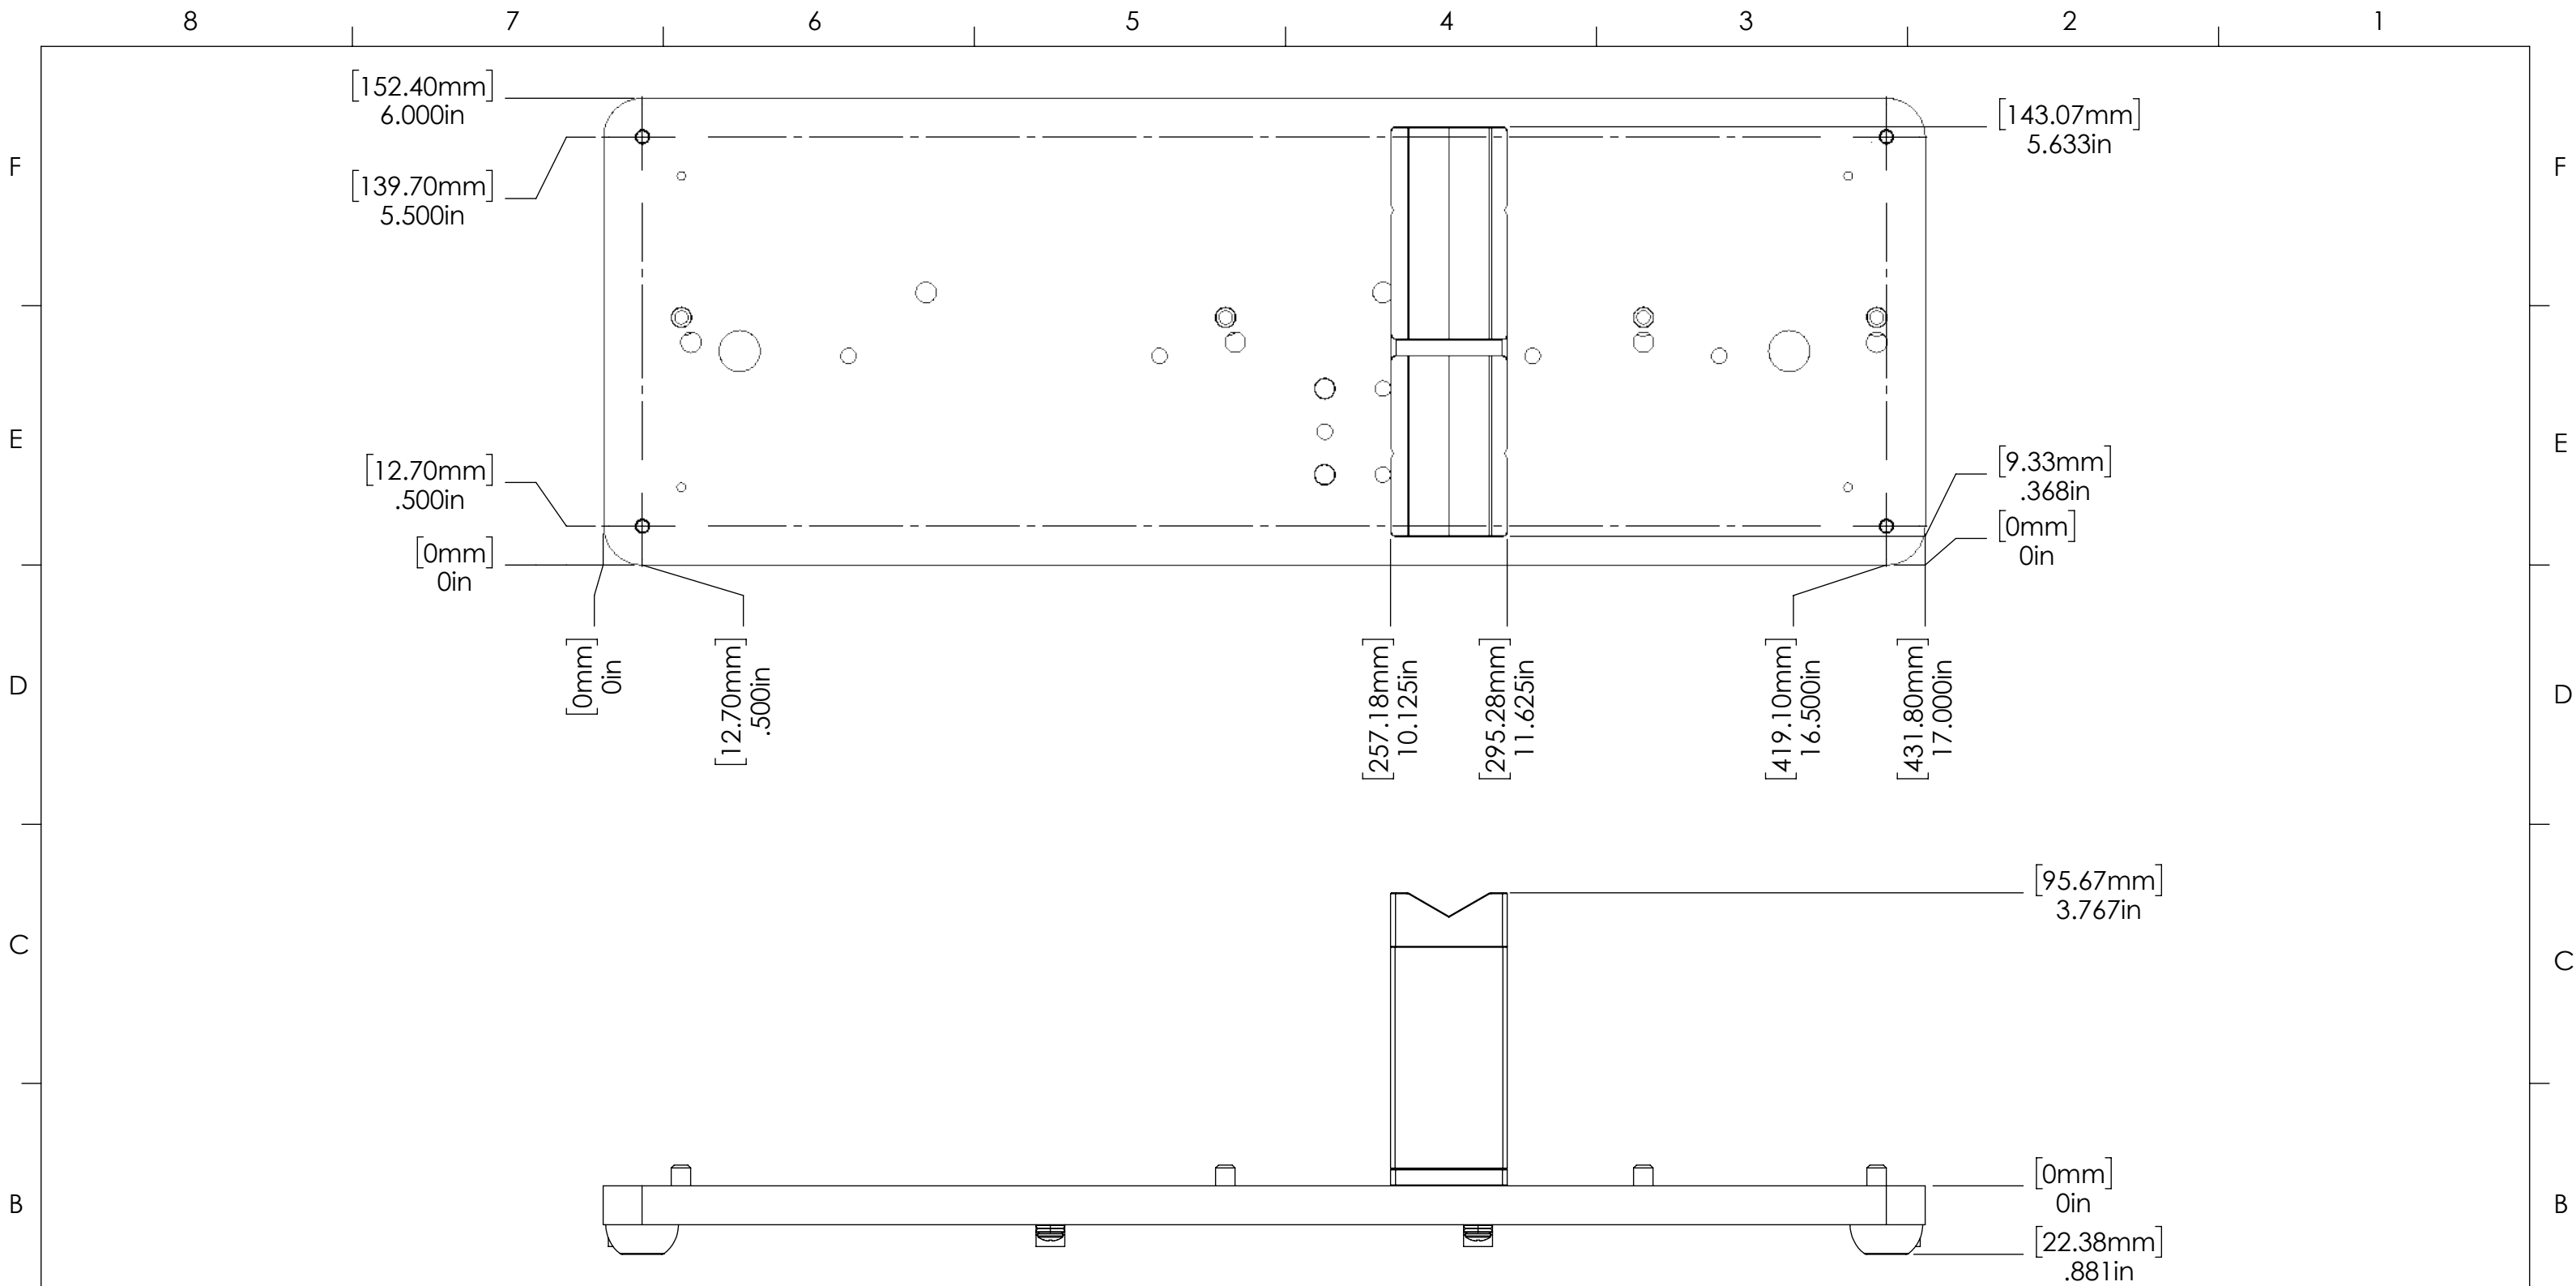 8 7 6 5 4 3 2 1
[152.40mm]
6.000in
[143.07mm]
5.633in
F F
[139.70mm]
5.500in
E E
[12.70mm]
.500in
[9.33mm]
.368in
[0mm]
0in
[0mm]
0in
D D
[0mm]
0in
[12.70mm]
.500in
[257.18mm]
10.125in
[295.28mm]
11.625in
[419.10mm]
16.500in
[431.80mm]
17.000in
[95.67mm]
3.767in
C C
[0mm]
0in
B B
[22.38mm]
.881in